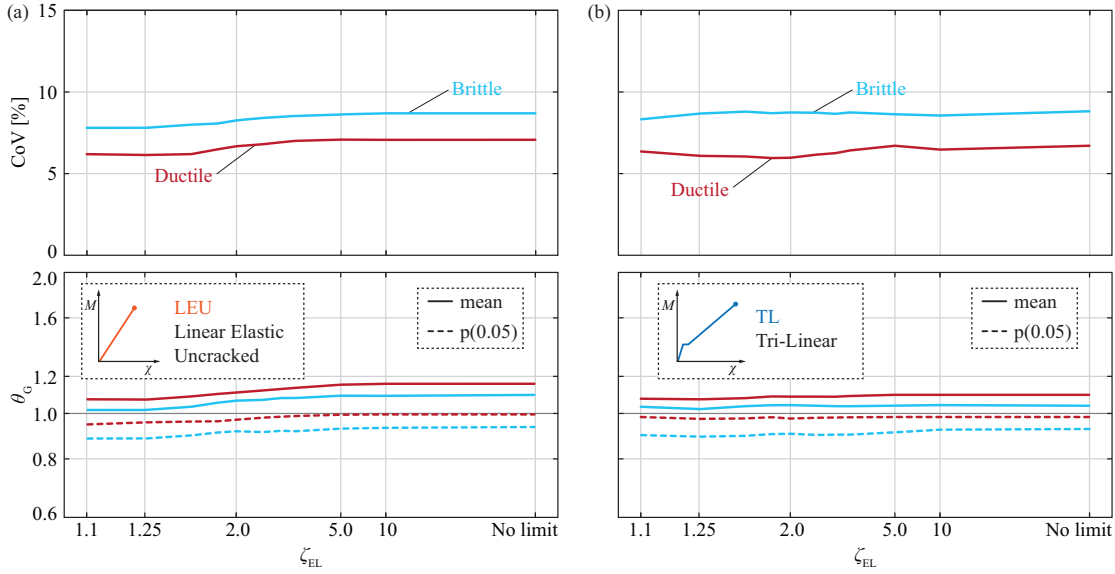 (a)
15
10
5
0
CoV [%]
Brittle
Ductile
2.0
1.6
1.2
1.0
0.8
0.6
θG
M
χ
LEU
Linear Elastic
Uncracked
mean
p(0.05)
1.1 1.25 2.0 5.0 10 No limit
ζEL
(b)
Brittle
Ductile
M
χ
TL
Tri-Linear
mean
p(0.05)
1.1 1.25 2.0 5.0 10 No limit
ζEL